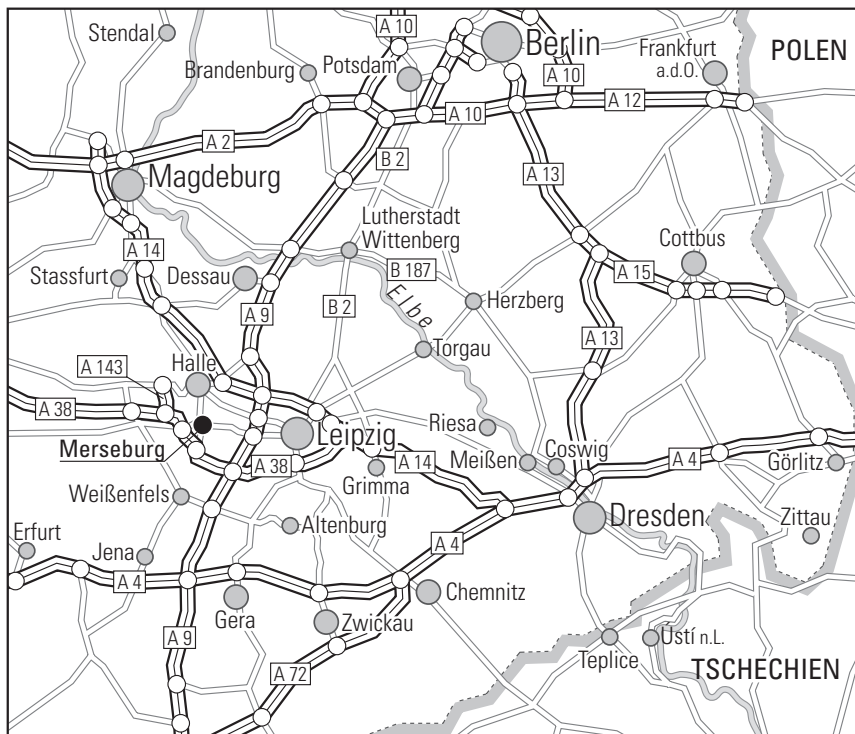 A 10
Stendal
Berlin
Brandenburg
Potsdam
A 10
Frankfurt
a.d.O.
POLEN
A 2
A 10
A 12
B 2
Magdeburg
A 13
A 14
Lutherstadt
Wittenberg
Cottbus
Stassfurt
Dessau
B 187
A 15
Elbe
B 2
Herzberg
A 9
A 13
A 143
Halle
Torgau
A 38
Riesa
Merseburg
Leipzig
A 38
A 14
Meißen
Coswig
A 4
Görlitz
Grimma
Weißenfels
Altenburg
Dresden
Zittau
Erfurt
Jena
A 4
A 4
Chemnitz
Gera
Zwickau
A 9
Teplice
Ústí n.L.
A 72
TSCHECHIEN